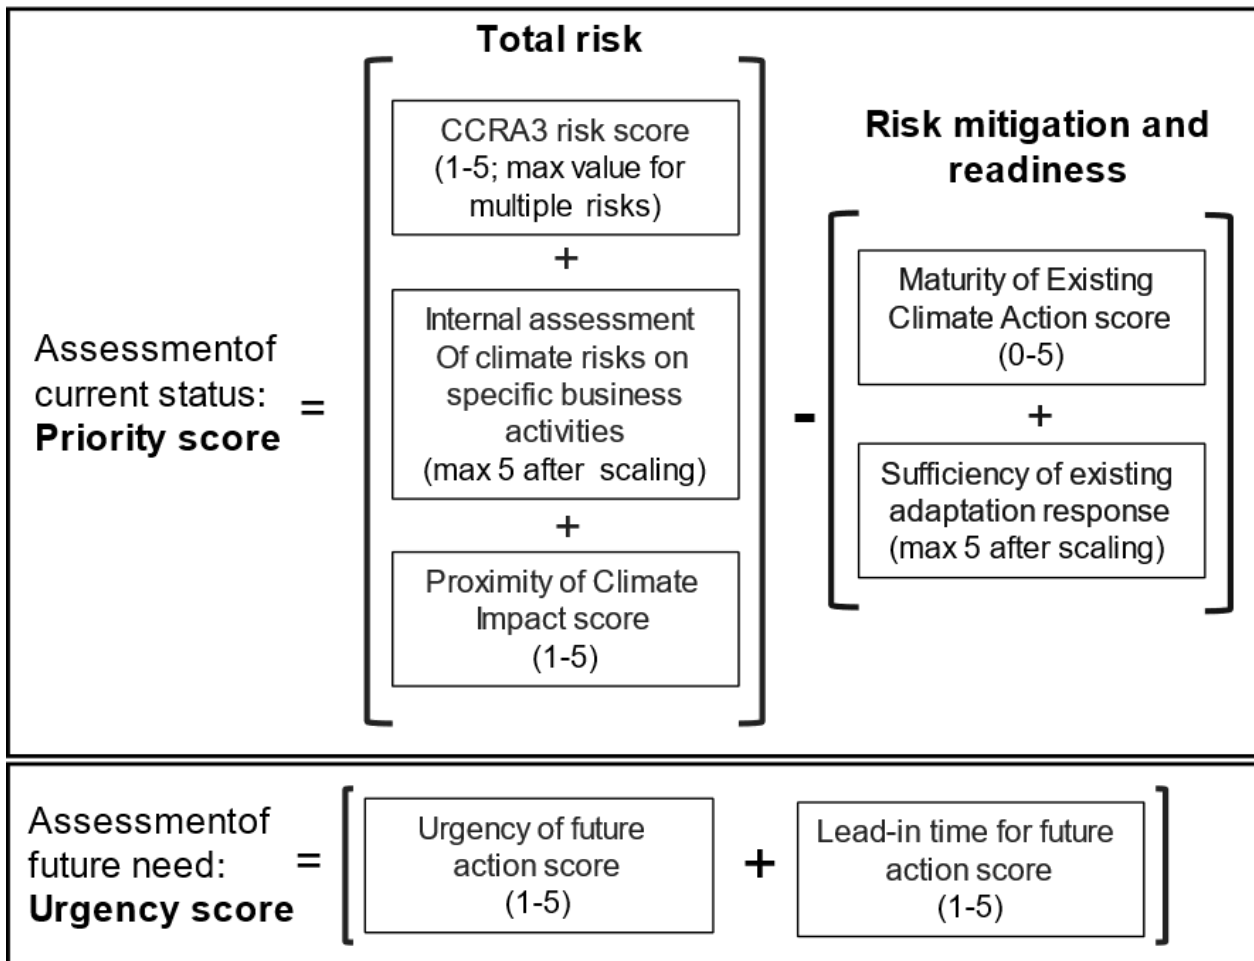 Total risk
CCRA3 risk score
(1-5; max value for
multiple risks)
+
Internal assessment
Of climate risks on
specific business
activities
(max 5 after scaling)
+
Proximity of Climate
Impact score
(1-5)
Assessmentof
current status:
Priority score
=
-
Risk mitigation and
readiness
Maturity of Existing
Climate Action score
(0-5)
+
Sufficiency of existing
adaptation response
(max 5 after scaling)
Assessmentof
future need:
Urgency score
=
Urgency of future
action score
(1-5)
+
Lead-in time for future
action score
(1-5)